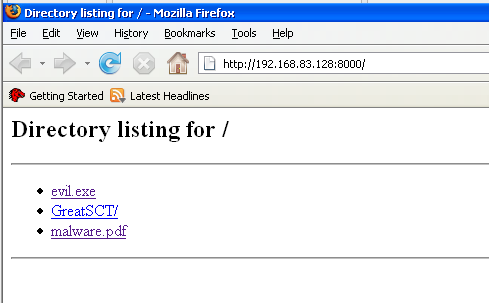 Directory listing for / - Mozilla Firefox
File Edit View History Bookmarks Tools Help
http://192.168.83.128:8000/
Getting Started Latest Headlines
Directory listing for /
evil.exe
GreatSCT/
malware.pdf